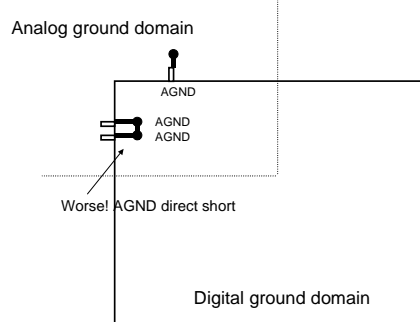 Analog ground domain
AGND
AGND
AGND
Worse! AGND direct short
Digital ground domain